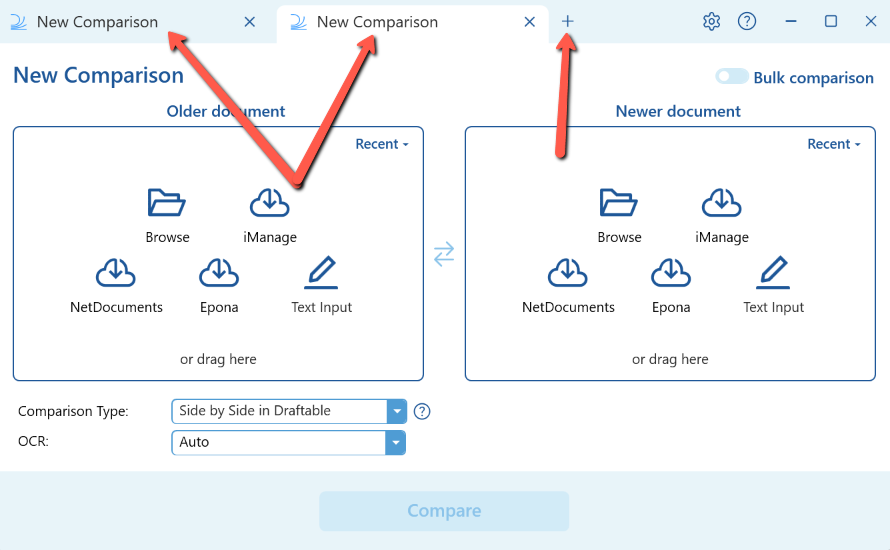 New Comparison
New Comparison
New Comparison
Bulk comparison
Older document
Newer document
Recent
Recent
Browse
iManage
Browse
iManage
NetDocuments
Epona
Text Input
NetDocuments
Epona
Text Input
or drag here
or drag here
Comparison Type:
Side by Side in Draftable
OCR:
Auto
Compare